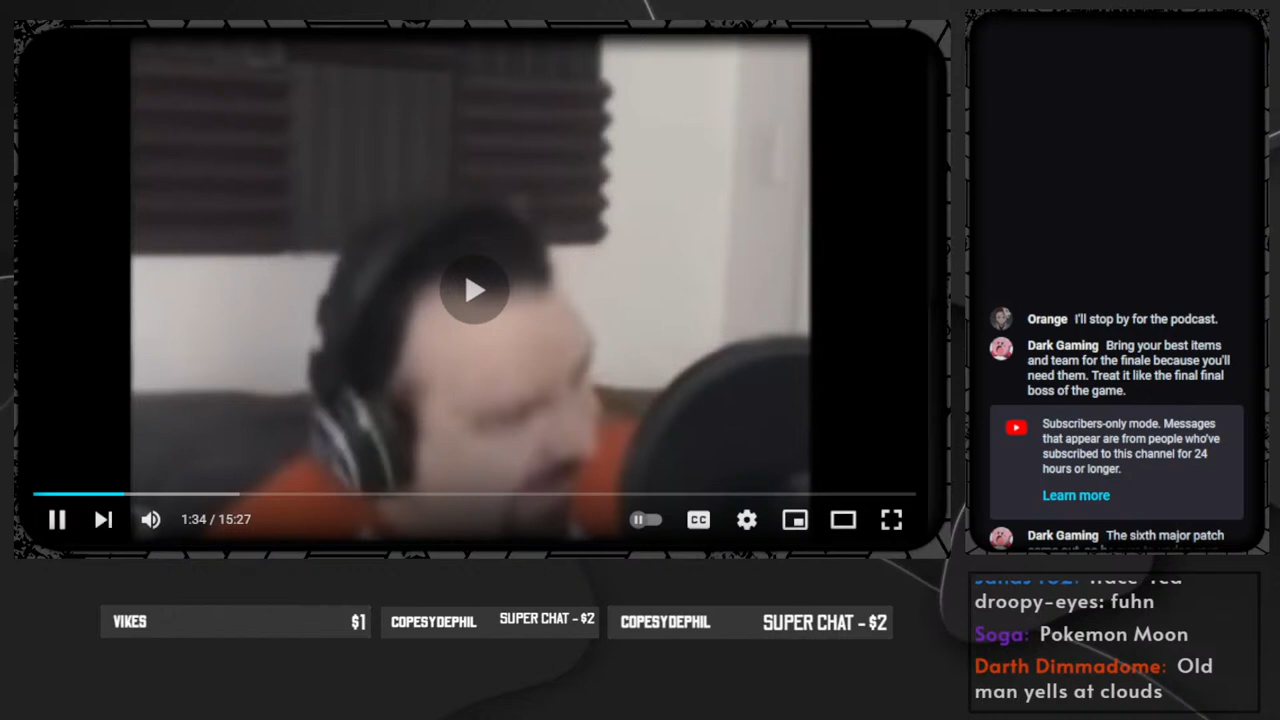 1:34 / 15:27
CC
VIKES $1
COPESYDEPHIL SUPER CHAT - $2
COPESYDEPHIL SUPER CHAT - $2
Orange I'll stop by for the podcast.
Dark Gaming Bring your best items
and team for the finale because you'll
need them. Treat it like the final final
boss of the game.
Subscribers-only mode. Messages
that appear are from people who've
subscribed to this channel for 24
hours or longer.
Learn more
Dark Gaming The sixth major patch
droopy-eyes: fuhn
Soga: Pokemon Moon
Darth Dimmadome: Old
man yells at clouds